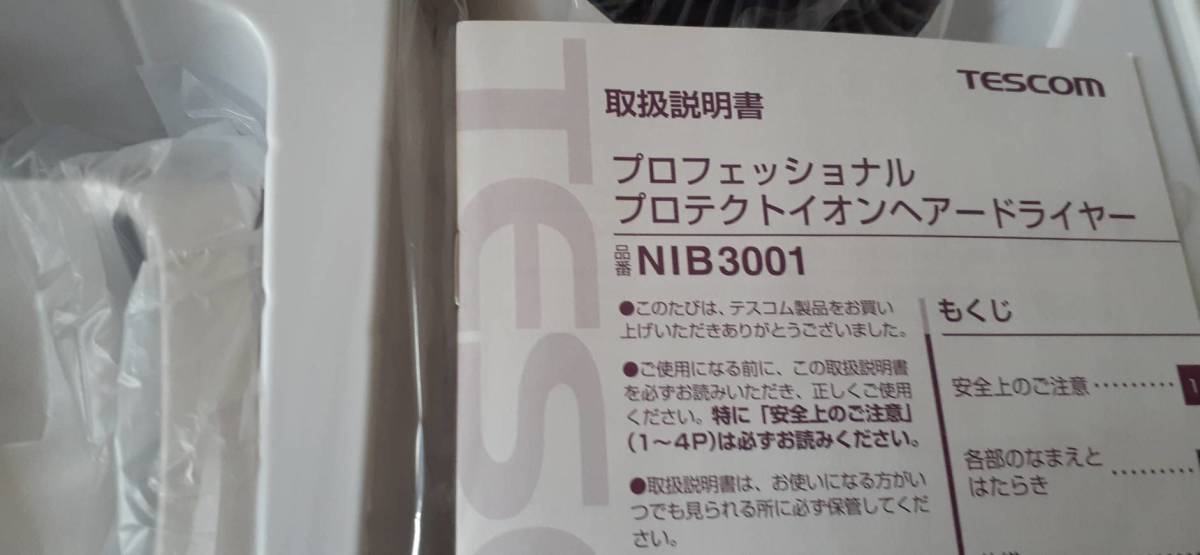 TESCOM
取扱説明書
プロフェッショナル
プロテクトイオンヘアードライヤー
品番 NIB3001
●このたびは、テスコム製品をお買い
上げいただきありがとうございました。
●ご使用になる前に、この取扱説明書
を必ずお読みいただき、正しくご使用
ください。特に「安全上のご注意」
(1〜4P)は必ずお読みください。
●取扱説明書は、お使いになる方がい
つでも見られる所に必ず保管してくだ
さい。
もくじ
安全上のご注意 ········· 1
各部のなまえと
はたらき ·········
TESC